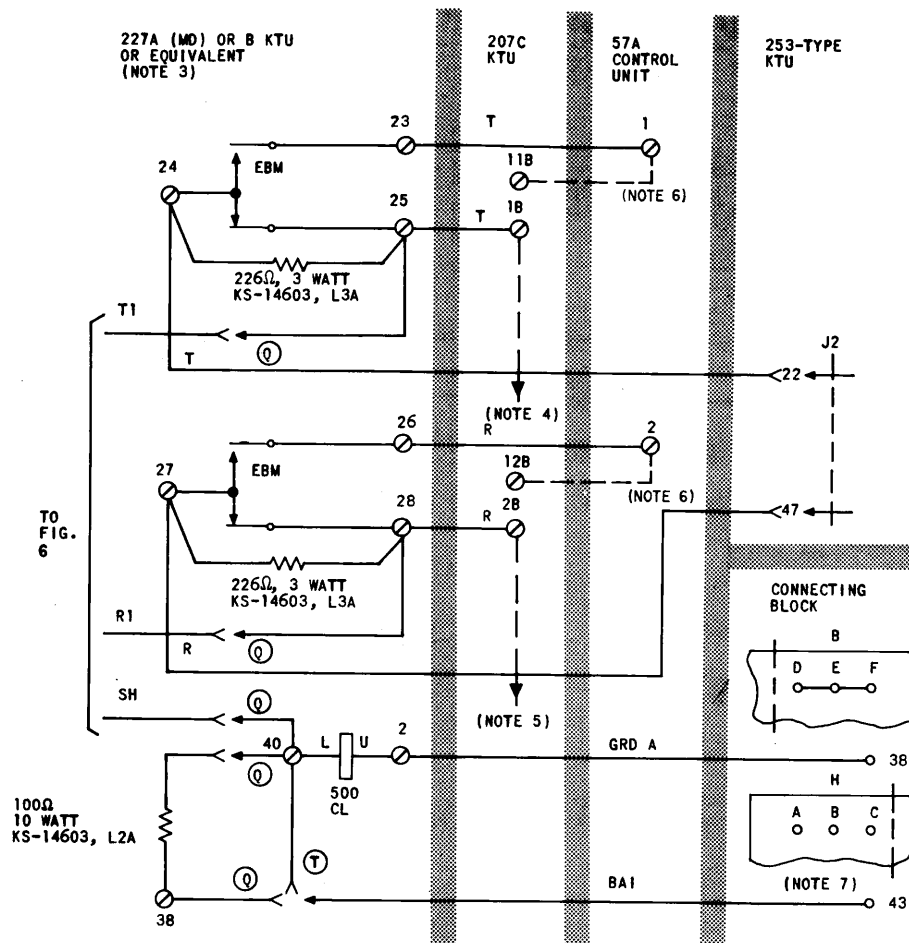 227A (MD) OR B KTU
OR EQUIVALENT
(NOTE 3)
207C
KTU
57A
CONTROL
UNIT
253-TYPE
KTU
23
T
1
24
EBM
11B
(NOTE 6)
25
T
1B
226Ω, 3 WATT
KS-14603, L3A
T1
Q
T
J2
22
(NOTE 4)
26
R
2
27
EBM
12B
(NOTE 6)
28
R
2B
47
TO
FIG.
6
226Ω, 3 WATT
KS-14603, L3A
CONNECTING
BLOCK
B
D E F
R1
R
Q
SH
Q
(NOTE 5)
40
L
U
2
GRD A
38
Q
500
CL
H
A B C
100Ω
10 WATT
KS-14603, L2A
T
(NOTE 7)
Q
BA1
43
38